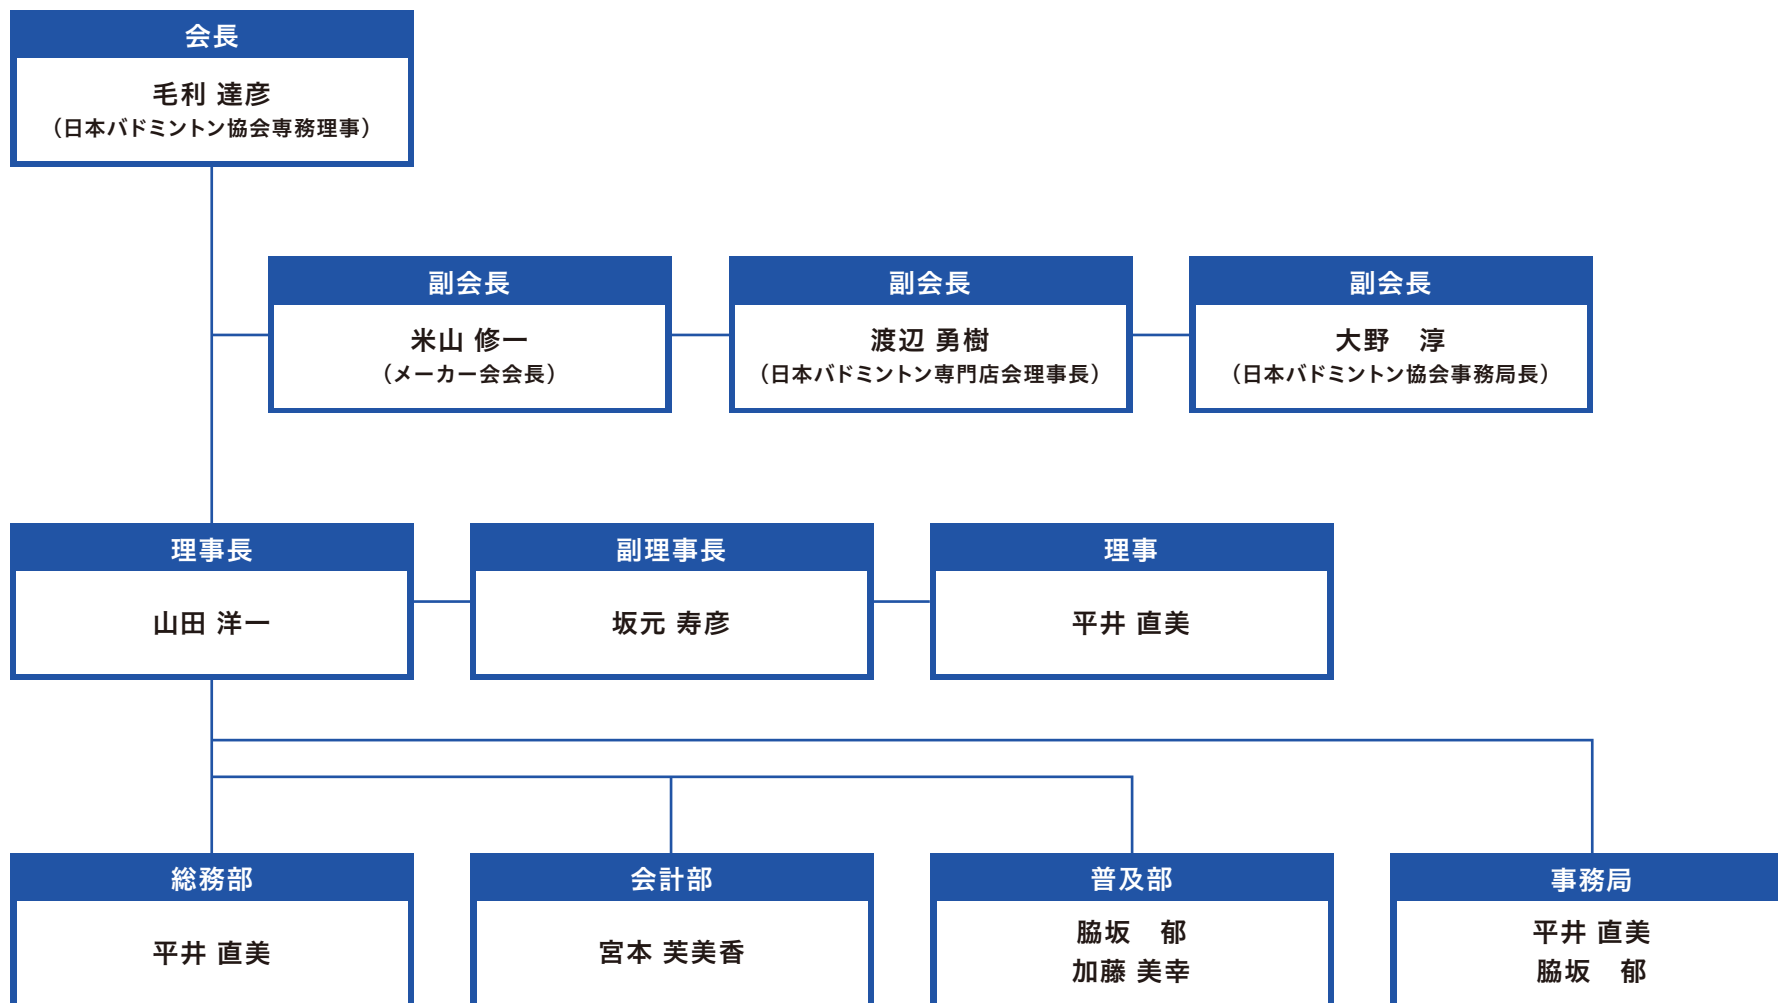 会長
毛利 達彦
（日本バドミントン協会専務理事）
副会長
米山 修一
（メーカー会会長）
副会長
渡辺 勇樹
（日本バドミントン専門店会理事長）
副会長
大野　淳
（日本バドミントン協会事務局長）
理事長
山田 洋一
副理事長
坂元 寿彦
理事
平井 直美
総務部
平井 直美
会計部
宮本 芙美香
普及部
脇坂　郁
加藤 美幸
事務局
平井 直美
脇坂　郁